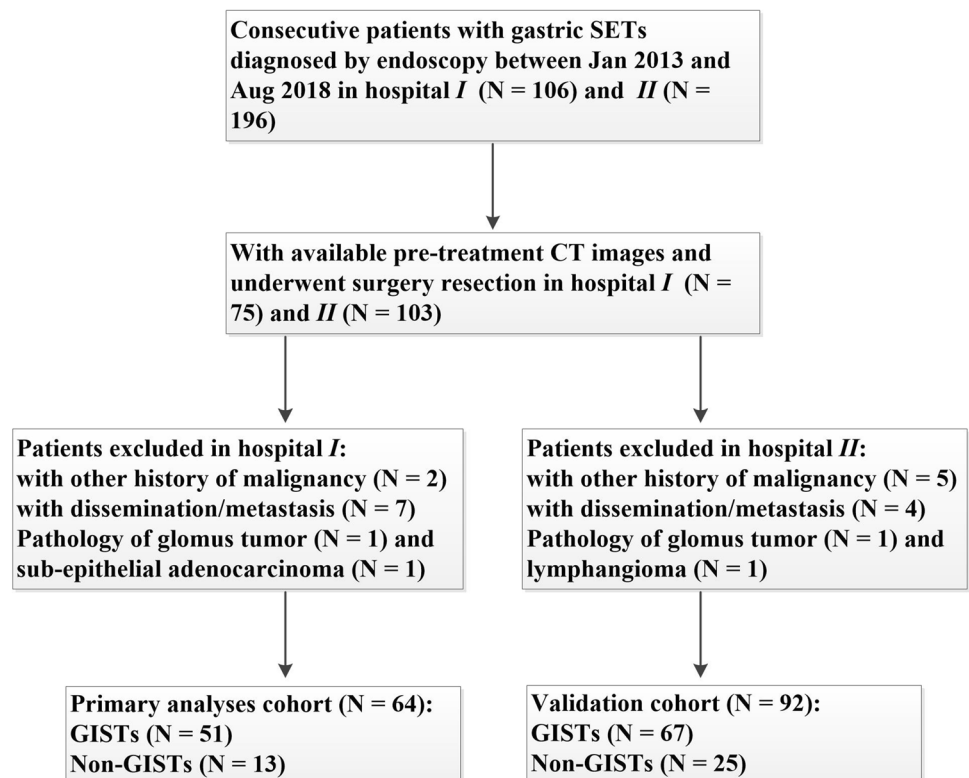 Consecutive patients with gastric SETs
diagnosed by endoscopy between Jan 2013 and
Aug 2018 in hospital I (N = 106) and II (N =
196)
With available pre-treatment CT images and
underwent surgery resection in hospital I (N =
75) and II (N = 103)
Patients excluded in hospital I:
with other history of malignancy (N = 2)
with dissemination/metastasis (N = 7)
Pathology of glomus tumor (N = 1) and
sub-epithelial adenocarcinoma (N = 1)
Patients excluded in hospital II:
with other history of malignancy (N = 5)
with dissemination/metastasis (N = 4)
Pathology of glomus tumor (N = 1) and
lymphangioma (N = 1)
Primary analyses cohort (N = 64):
GISTs (N = 51)
Non-GISTs (N = 13)
Validation cohort (N = 92):
GISTs (N = 67)
Non-GISTs (N = 25)